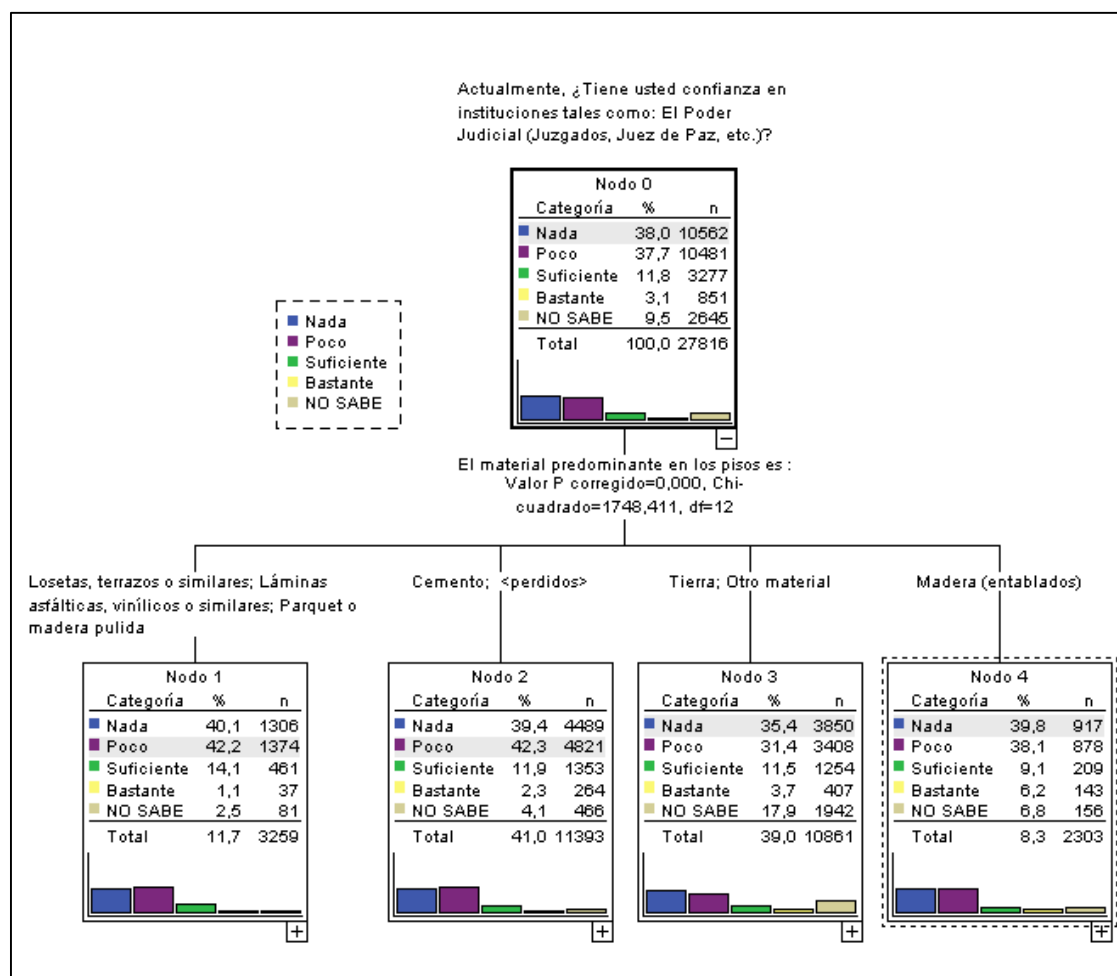 Actualmente, ¿Tiene usted confianza en
instituciones tales como: El Poder
Judicial (Juzgados, Juez de Paz, etc.)?
Nodo 0
Categoría % n
Nada 38,0 10562
Poco 37,7 10481
Suficiente 11,8 3277
Bastante 3,1 851
NO SABE 9,5 2645
Total 100,0 27816
Nada
Poco
Suficiente
Bastante
NO SABE
El material predominante en los pisos es :
Valor P corregido=0,000, Chi-
cuadrado=1748,411, df=12
Losetas, terrazos o similares; Láminas
asfálticas, vinílicos o similares; Parquet o
madera pulida
Nodo 1
Categoría % n
Nada 40,1 1306
Poco 42,2 1374
Suficiente 14,1 461
Bastante 1,1 37
NO SABE 2,5 81
Total 11,7 3259
Cemento; <perdidos>
Nodo 2
Categoría % n
Nada 39,4 4489
Poco 42,3 4821
Suficiente 11,9 1353
Bastante 2,3 264
NO SABE 4,1 466
Total 41,0 11393
Tierra; Otro material
Nodo 3
Categoría % n
Nada 35,4 3850
Poco 31,4 3408
Suficiente 11,5 1254
Bastante 3,7 407
NO SABE 17,9 1942
Total 39,0 10861
Madera (entablados)
Nodo 4
Categoría % n
Nada 39,8 917
Poco 38,1 878
Suficiente 9,1 209
Bastante 6,2 143
NO SABE 6,8 156
Total 8,3 2303